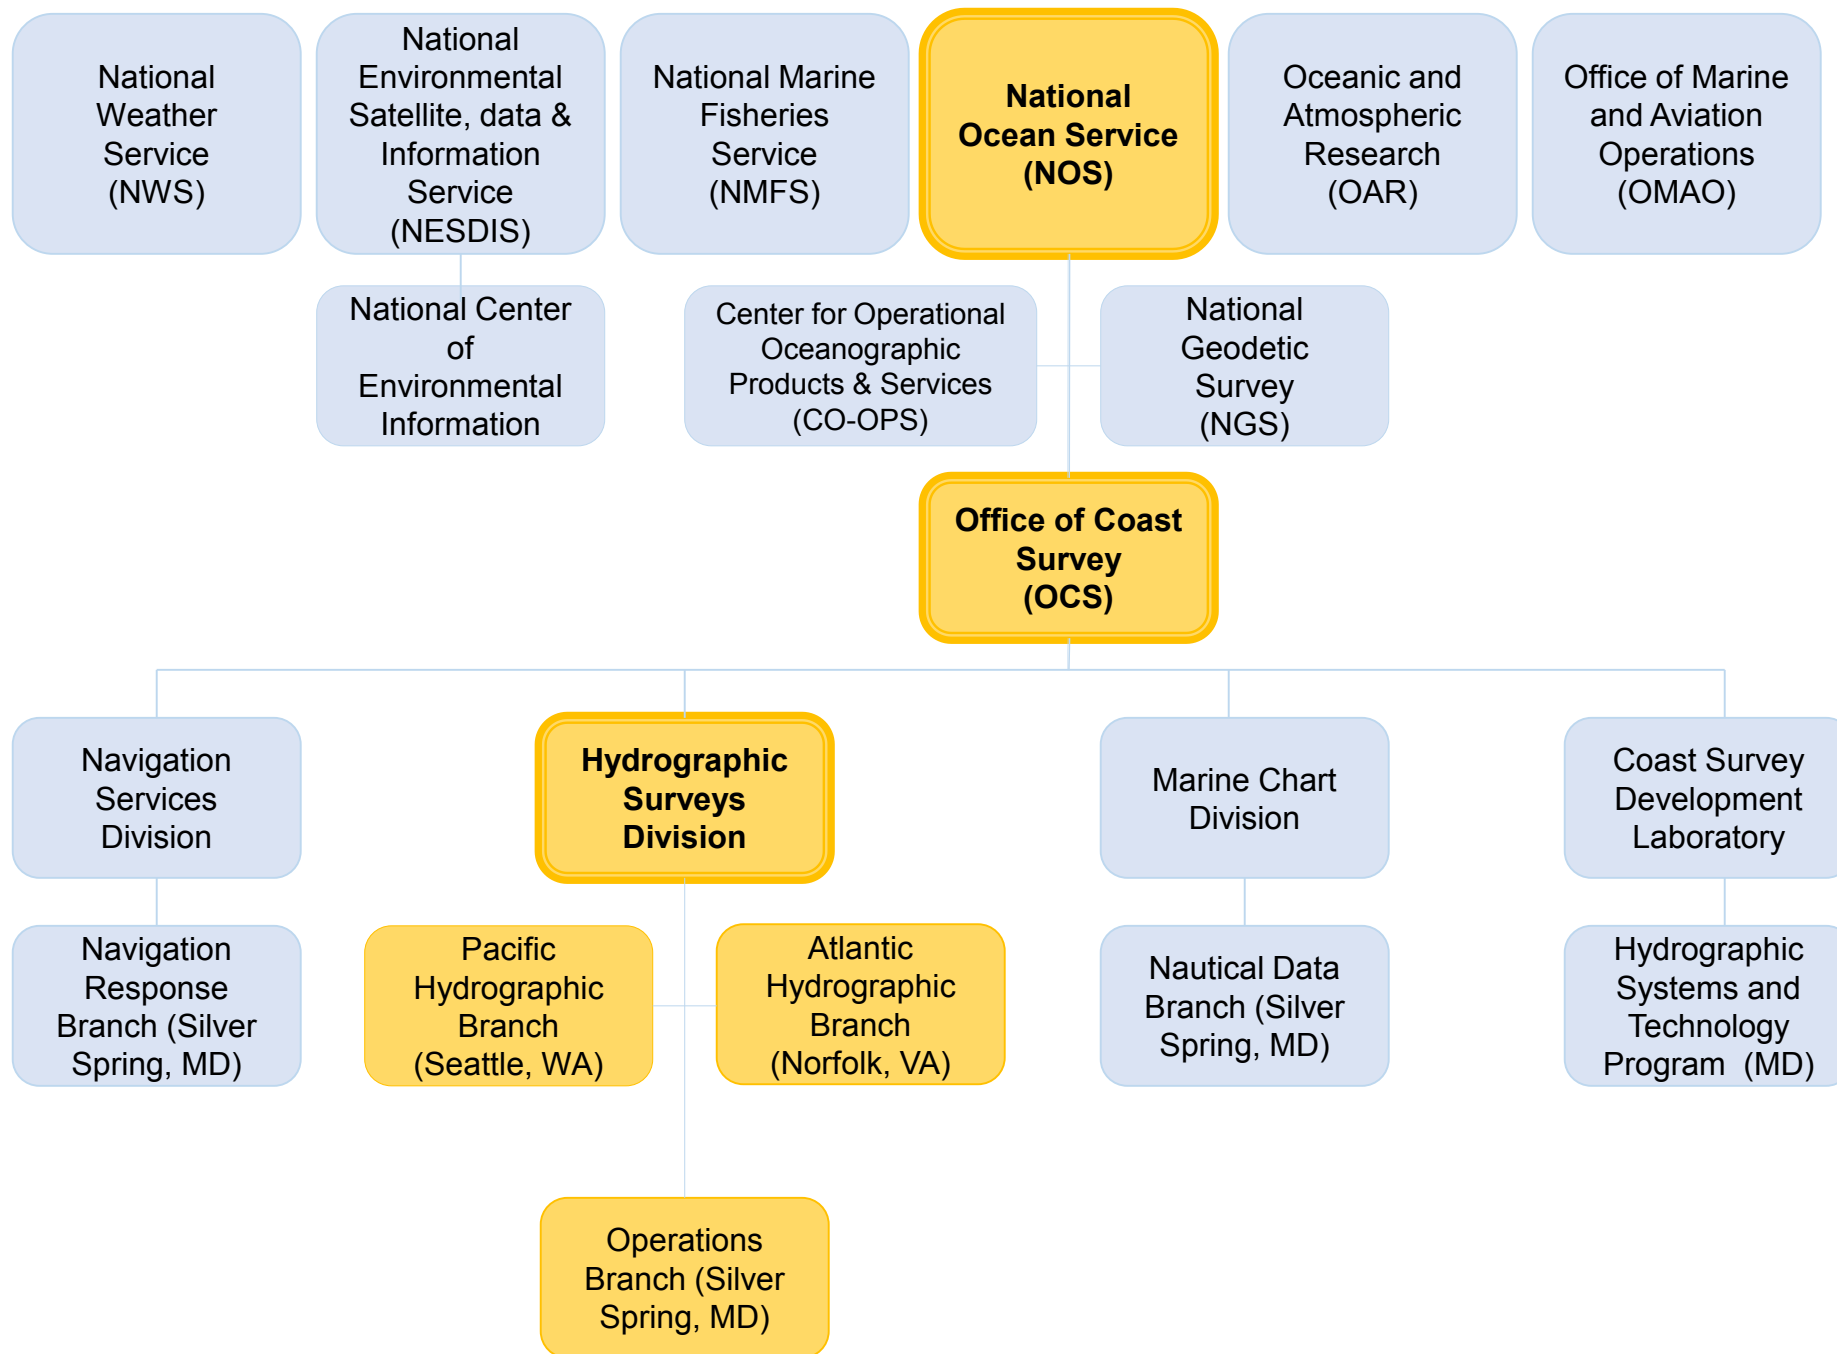 National
Weather
Service
(NWS)
National
Environmental
Satellite, data &
Information
Service
(NESDIS)
National Marine
Fisheries
Service
(NMFS)
National
Ocean Service
(NOS)
Oceanic and
Atmospheric
Research
(OAR)
Office of Marine
and Aviation
Operations
(OMAO)
National Center
of
Environmental
Information
Center for Operational
Oceanographic
Products & Services
(CO-OPS)
National
Geodetic
Survey
(NGS)
Office of Coast
Survey
(OCS)
Navigation
Services
Division
Hydrographic
Surveys
Division
Marine Chart
Division
Coast Survey
Development
Laboratory
Navigation
Response
Branch (Silver
Spring, MD)
Pacific
Hydrographic
Branch
(Seattle, WA)
Atlantic
Hydrographic
Branch
(Norfolk, VA)
Nautical Data
Branch (Silver
Spring, MD)
Hydrographic
Systems and
Technology
Program  (MD)
Operations
Branch (Silver
Spring, MD)